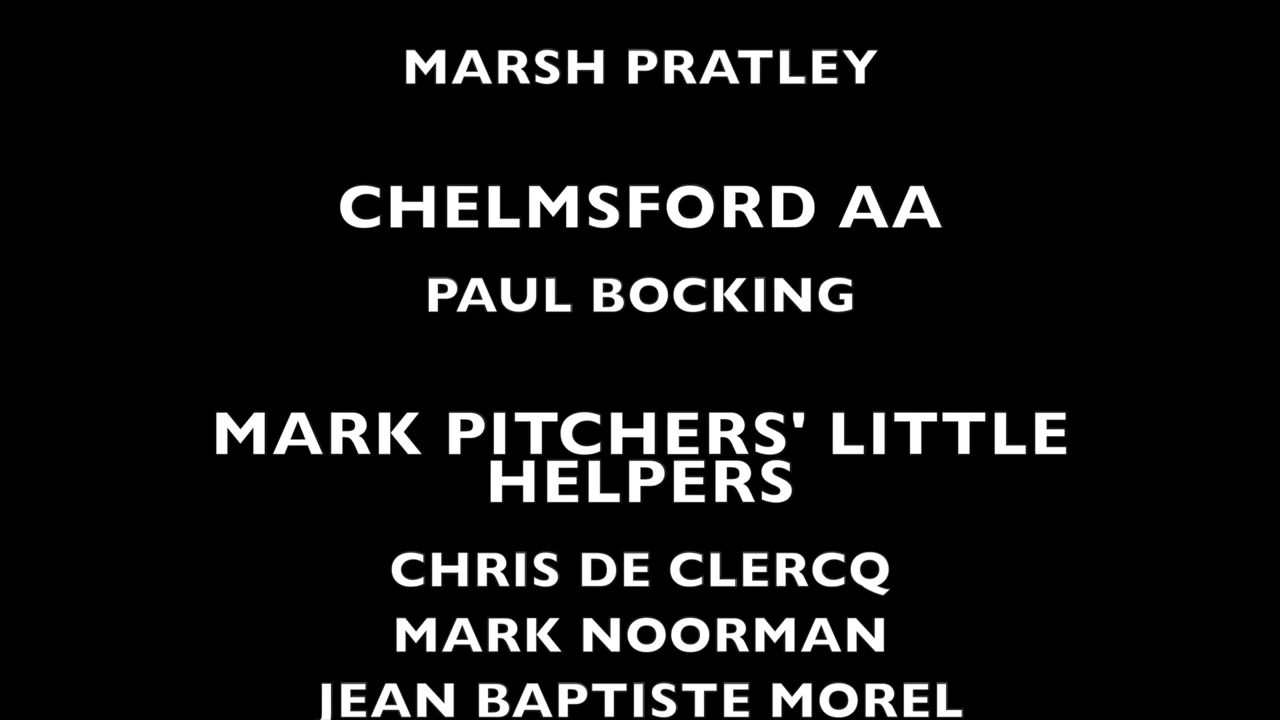 MARSH PRATLEY
CHELMSFORD AA
PAUL BOCKING
MARK PITCHERS' LITTLE
HELPERS
CHRIS DE CLERCQ
MARK NOORMAN
JEAN BAPTISTE MOREL